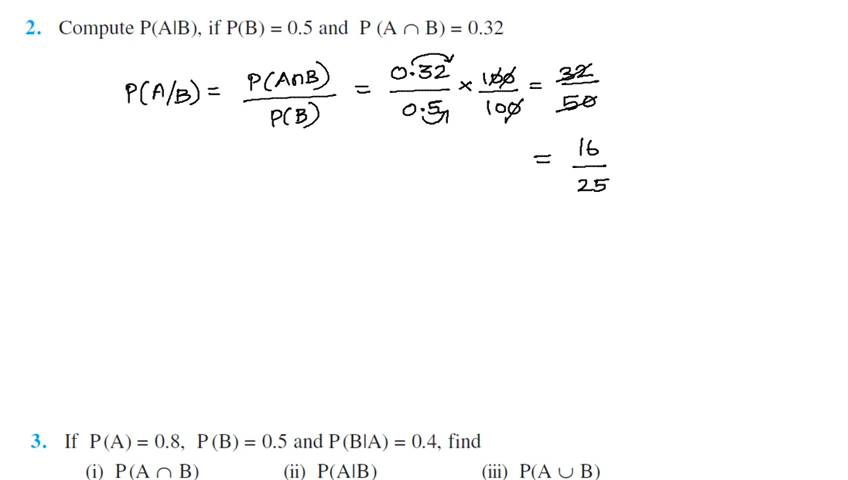 2. Compute P(A|B), if P(B) = 0.5 and P (A ∩ B) = 0.32
P(A/B) = P(A∩B)/P(B) = 0.32/0.5 × 100/100 = 32/50
= 16/25
3. If P(A) = 0.8, P(B) = 0.5 and P(B|A) = 0.4, find
(i) P(A ∩ B) (ii) P(A|B) (iii) P(A ∪ B)